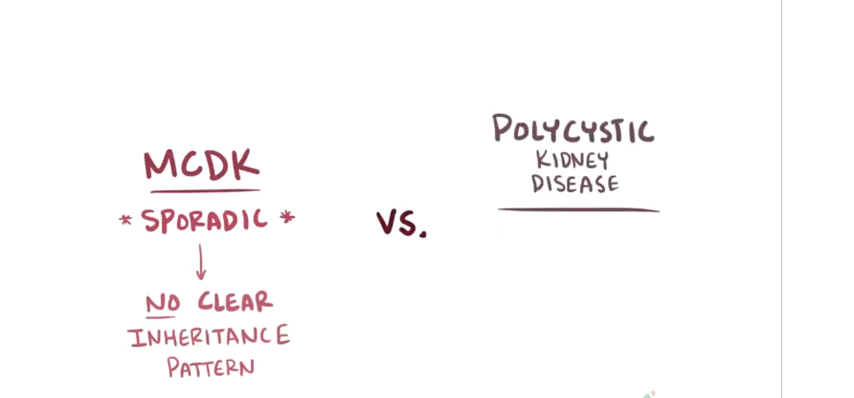 MCDK
* SPORADIC *
NO CLEAR
INHERITANCE
PATTERN
VS.
POLYCYSTIC
KIDNEY
DISEASE